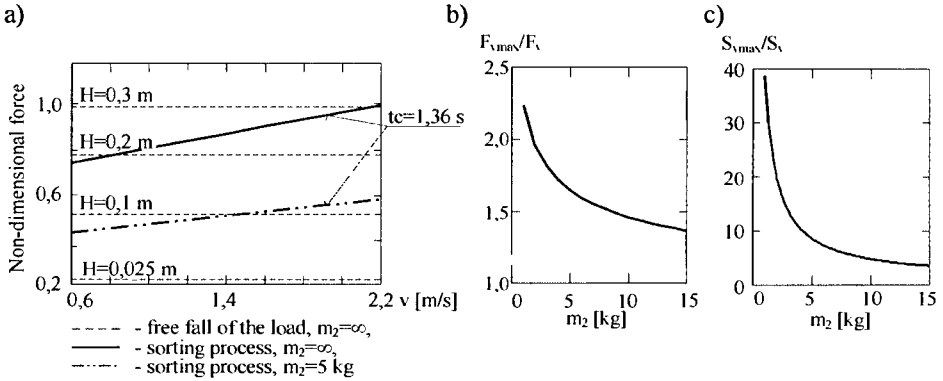 a)
Non-dimensional force
1,0
0,6
0,2
H=0,3 m
H=0,2 m
H=0,1 m
H=0,025 m
tc=1,36 s
0,6
1,4
2,2 v [m/s]
- free fall of the load, m₂=∞,
- sorting process, m₂=∞,
- sorting process, m₂=5 kg
b)
2,5
2,0
1,5
1,0
0
5
10
15
m₂ [kg]
c)
40
30
20
10
0
0
5
10
15
m₂ [kg]